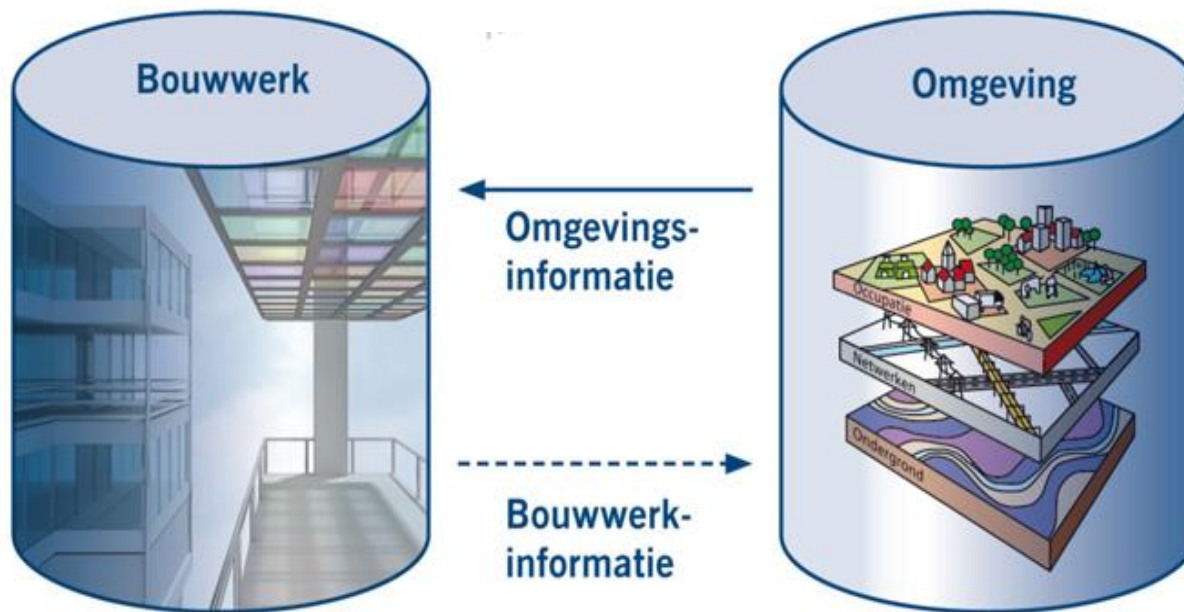 Bouwwerk
Omgeving
Omgevings-
informatie
Occupatie
Netwerken
Ondergrond
Bouwwerk-
informatie